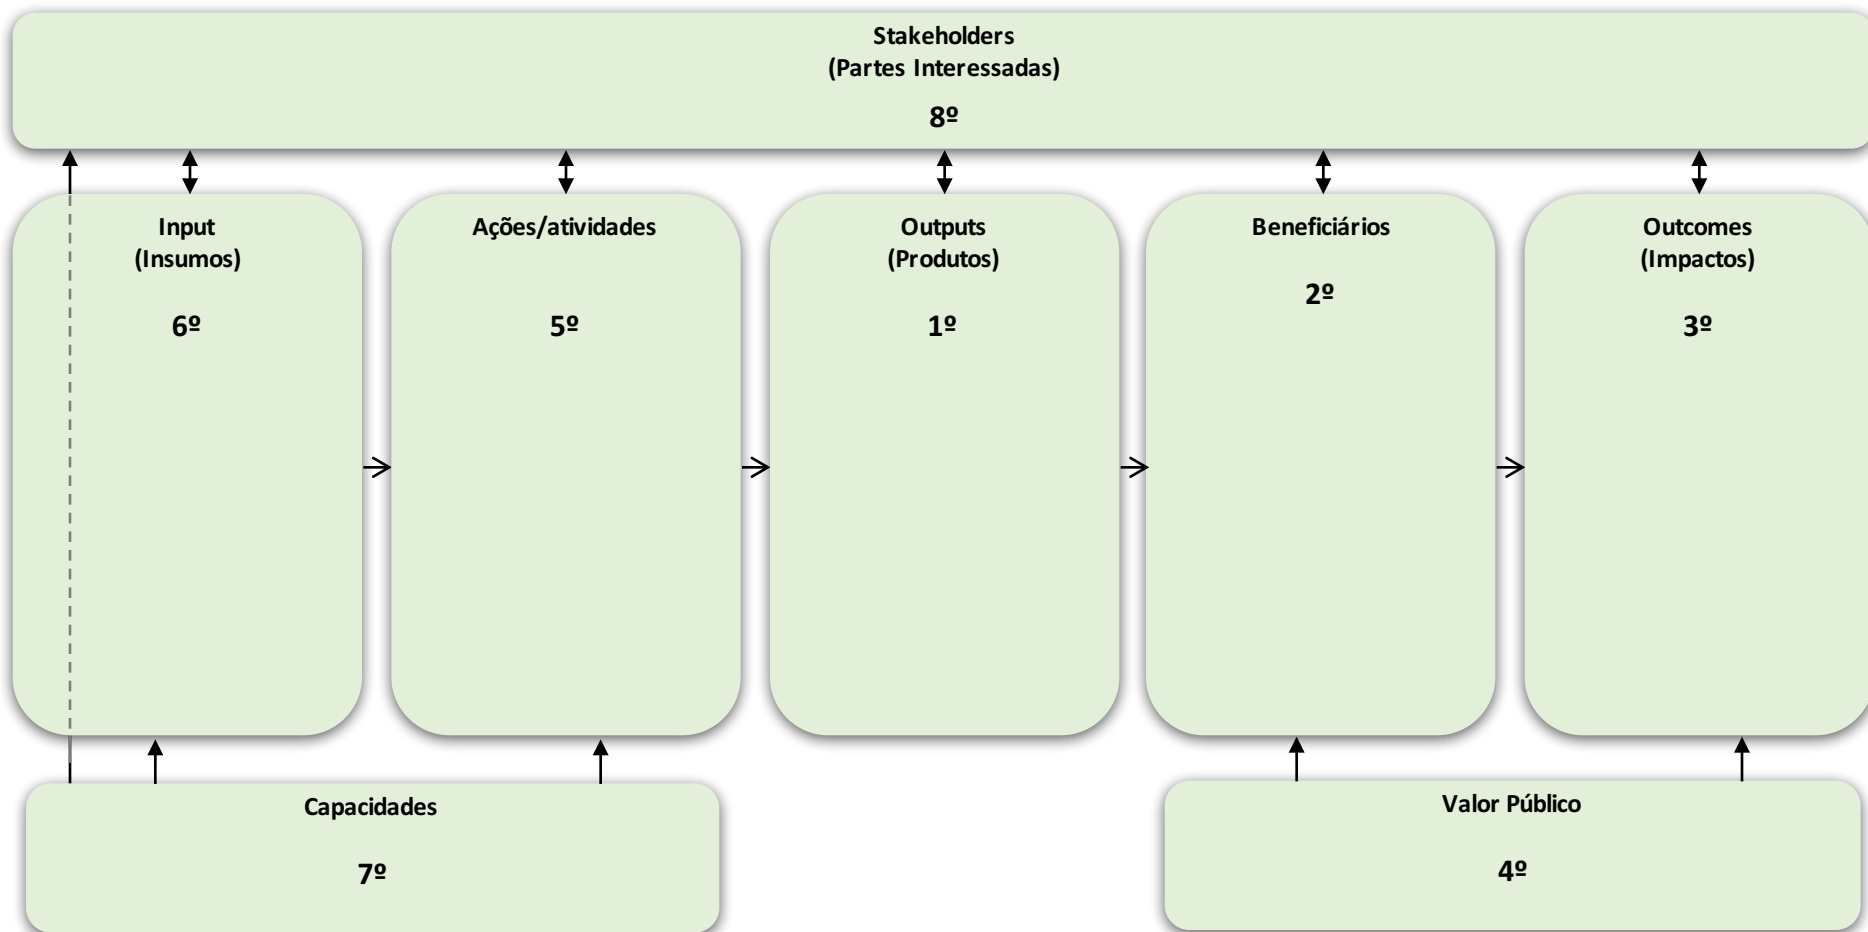 Stakeholders
(Partes Interessadas)
8º
Input
(Insumos)
6º
Ações/atividades
5º
Outputs
(Produtos)
1º
Beneficiários
2º
Outcomes
(Impactos)
3º
Capacidades
7º
Valor Público
4º